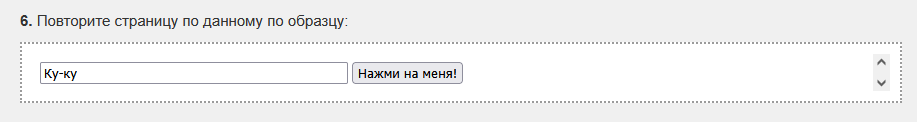 6. Повторите страницу по данному по образцу:
Ку-ку Нажми на меня!